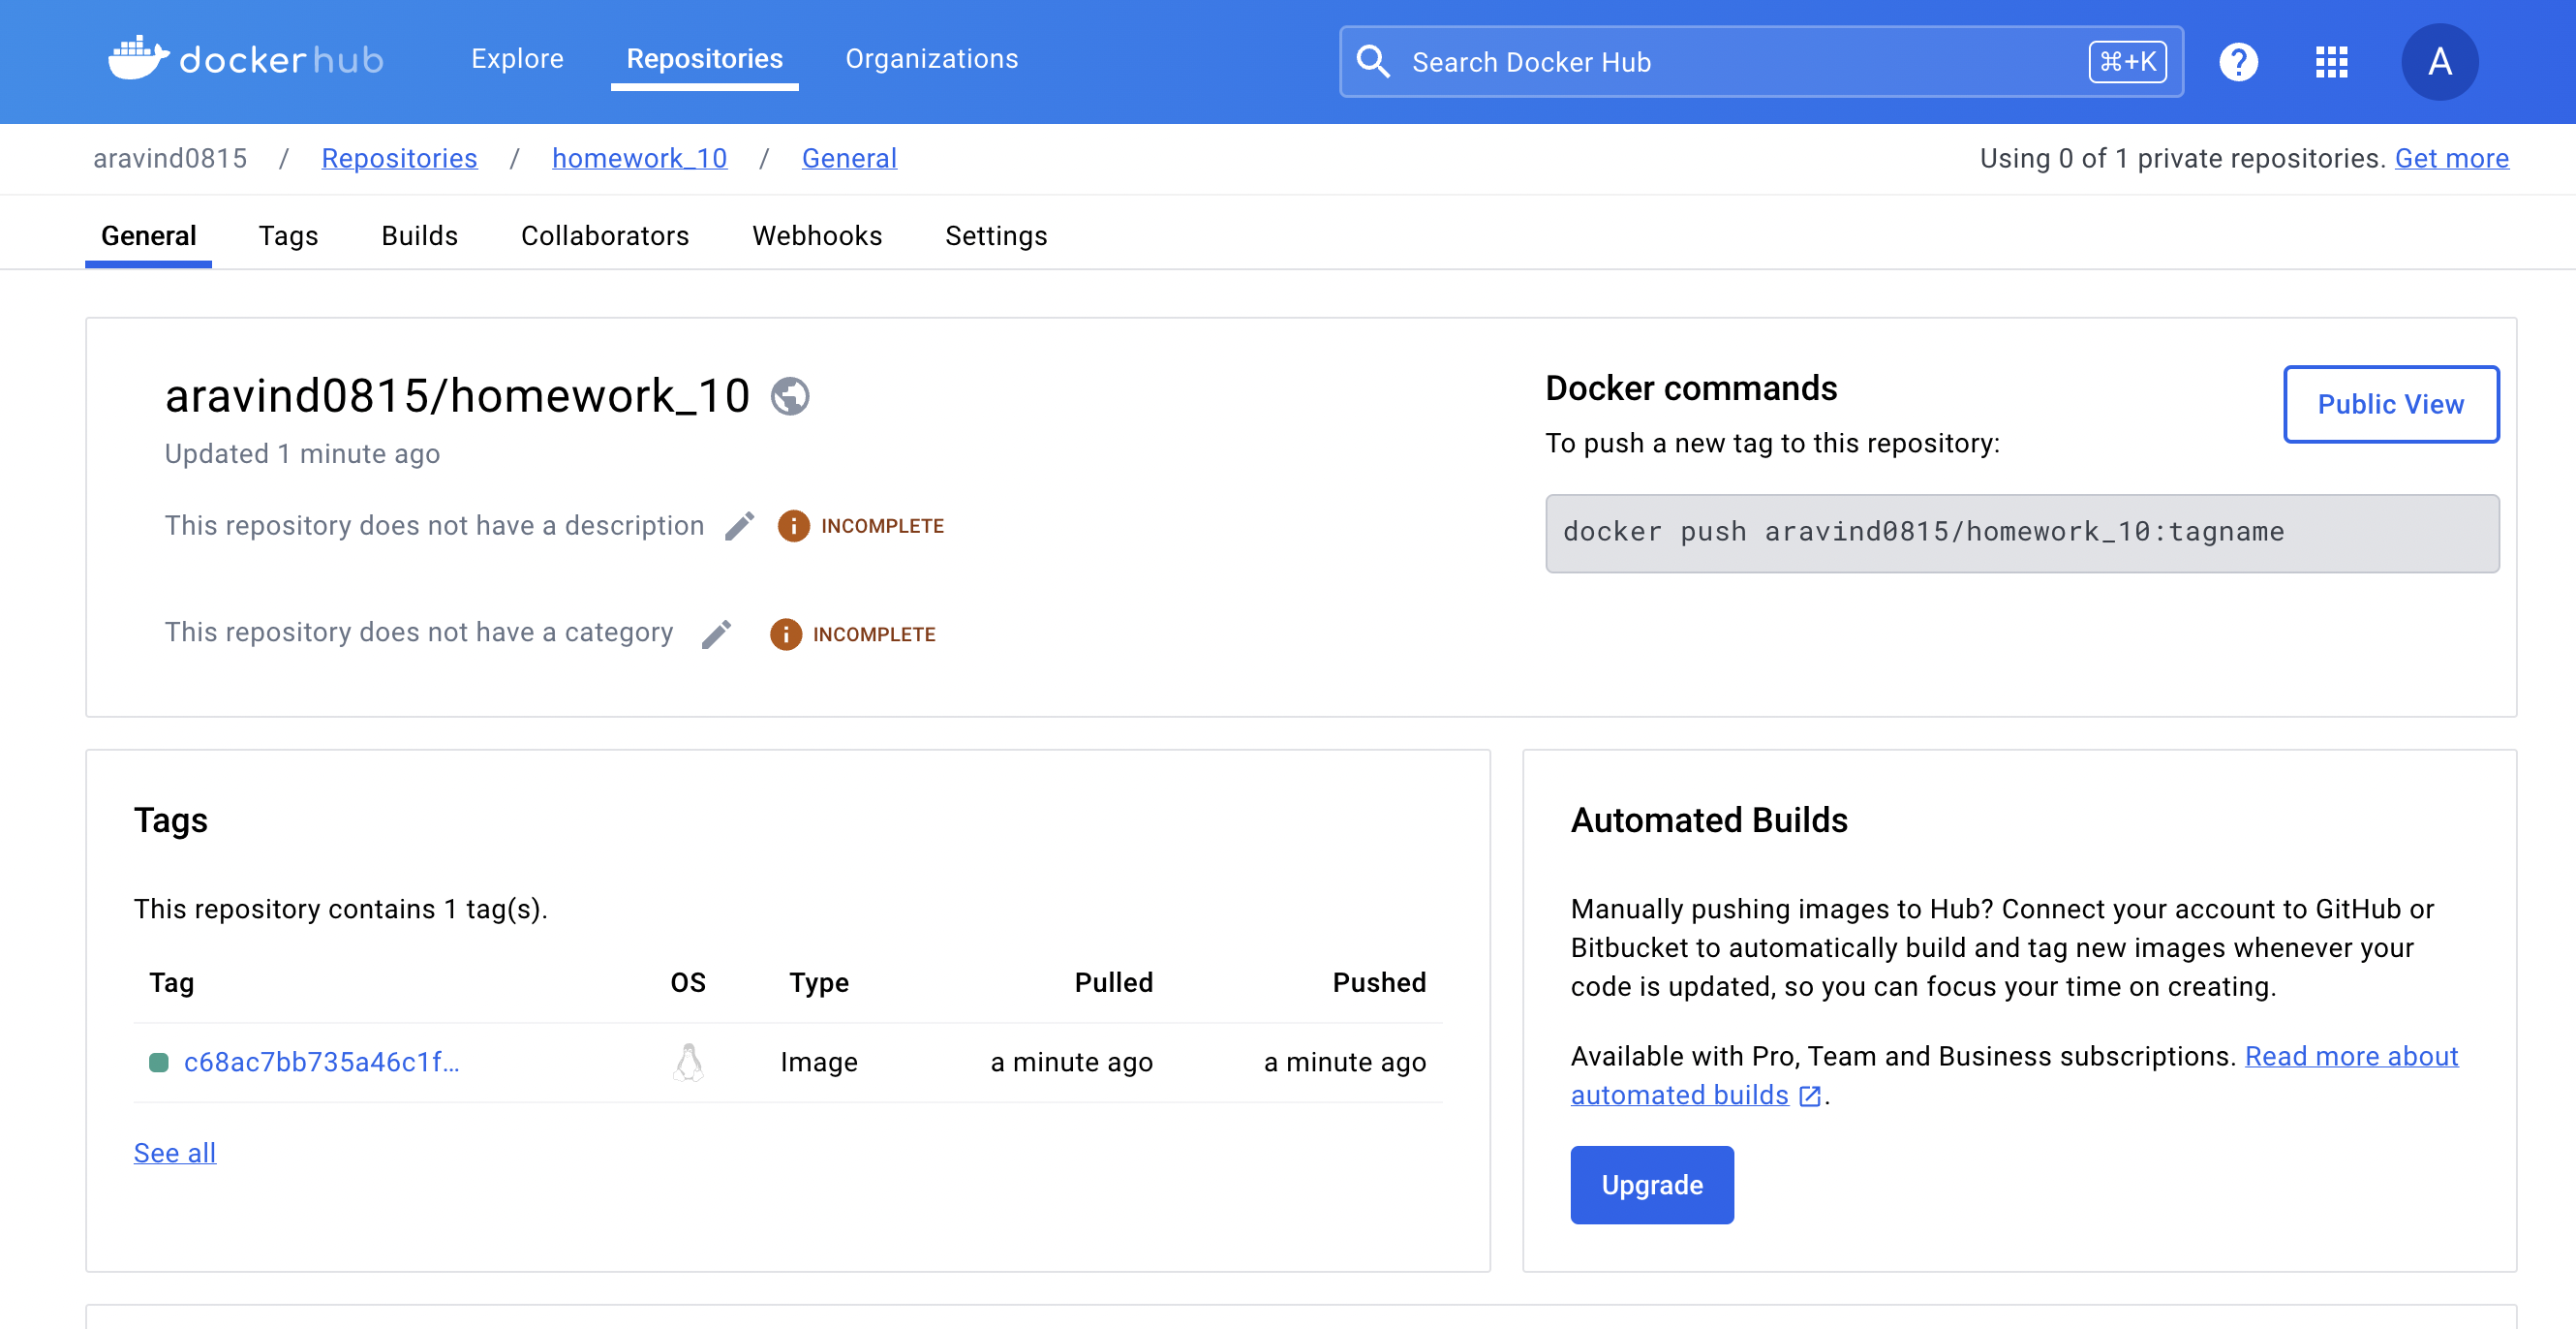 docker hub
Explore
Repositories
Organizations
Search Docker Hub
⌘+K
?
A
aravind0815 / Repositories / homework_10 / General
Using 0 of 1 private repositories. Get more
General
Tags
Builds
Collaborators
Webhooks
Settings
aravind0815/homework_10
Updated 1 minute ago
This repository does not have a description
INCOMPLETE
This repository does not have a category
INCOMPLETE
Docker commands
Public View
To push a new tag to this repository:
docker push aravind0815/homework_10:tagname
Tags
This repository contains 1 tag(s).
Tag OS Type Pulled Pushed
c68ac7bb735a46c1f... Image a minute ago a minute ago
See all
Automated Builds
Manually pushing images to Hub? Connect your account to GitHub or
Bitbucket to automatically build and tag new images whenever your
code is updated, so you can focus your time on creating.
Available with Pro, Team and Business subscriptions. Read more about
automated builds .
Upgrade